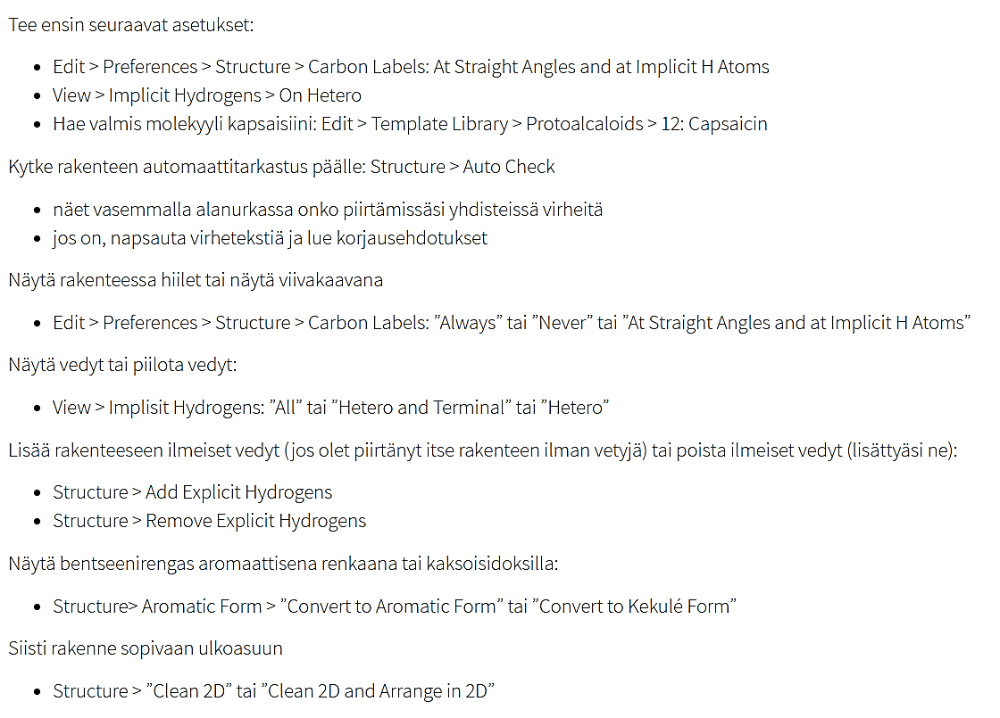 Tee ensin seuraavat asetukset:
• Edit > Preferences > Structure > Carbon Labels: At Straight Angles and at Implicit H Atoms
• View > Implicit Hydrogens > On Hetero
• Hae valmis molekyyli kapsaisiini: Edit > Template Library > Protoalcaloids > 12: Capsaicin
Kytke rakenteen automaattitarkastus päälle: Structure > Auto Check
• näet vasemmalla alanurkassa onko piirtämissäsi yhdisteissä virheitä
• jos on, napsauta virhetekstiä ja lue korjausehdotukset
Näytä rakenteessa hiilet tai näytä viivakaavana
• Edit > Preferences > Structure > Carbon Labels: ”Always” tai ”Never” tai ”At Straight Angles and at Implicit H Atoms”
Näytä vedyt tai piilota vedyt:
• View > Implisit Hydrogens: ”All” tai ”Hetero and Terminal” tai ”Hetero”
Lisää rakenteeseen ilmeiset vedyt (jos olet piirtänyt itse rakenteen ilman vetyjä) tai poista ilmeiset vedyt (lisättyäsi ne):
• Structure > Add Explicit Hydrogens
• Structure > Remove Explicit Hydrogens
Näytä bentseenirengas aromaattisena renkaana tai kaksoisidoksilla:
• Structure> Aromatic Form > ”Convert to Aromatic Form” tai ”Convert to Kekulé Form”
Siisti rakenne sopivaan ulkoasuun
• Structure > ”Clean 2D” tai ”Clean 2D and Arrange in 2D”